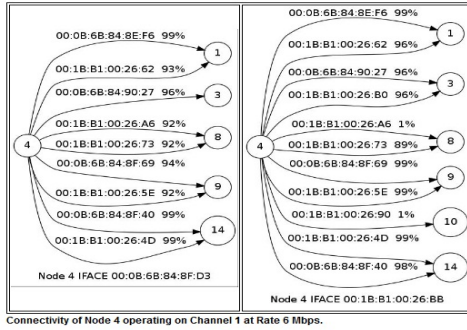 00:0B:6B:84:8E:F6 99%
1
00:1B:B1:00:26:62 93%
00:0B:6B:84:90:27 96%
3
00:1B:B1:00:26:A6 92%
4
00:1B:B1:00:26:73 92%
8
00:0B:6B:84:8F:69 94%
9
00:1B:B1:00:26:5E 92%
00:0B:6B:84:8F:40 99%
14
00:1B:B1:00:26:4D 99%
Node 4 IFACE 00:0B:6B:84:8F:D3
00:0B:6B:84:8E:F6 99%
1
00:1B:B1:00:26:62 96%
00:0B:6B:84:90:27 96%
3
00:1B:B1:00:26:B0 96%
00:1B:B1:00:26:A6 1%
4
00:1B:B1:00:26:73 89%
8
00:0B:6B:84:8F:69 99%
9
00:1B:B1:00:26:5E 99%
00:1B:B1:00:26:90 1%
10
00:1B:B1:00:26:4D 99%
00:0B:6B:84:8F:40 98%
14
Node 4 IFACE 00:1B:B1:00:26:BB
Connectivity of Node 4 operating on Channel 1 at Rate 6 Mbps.